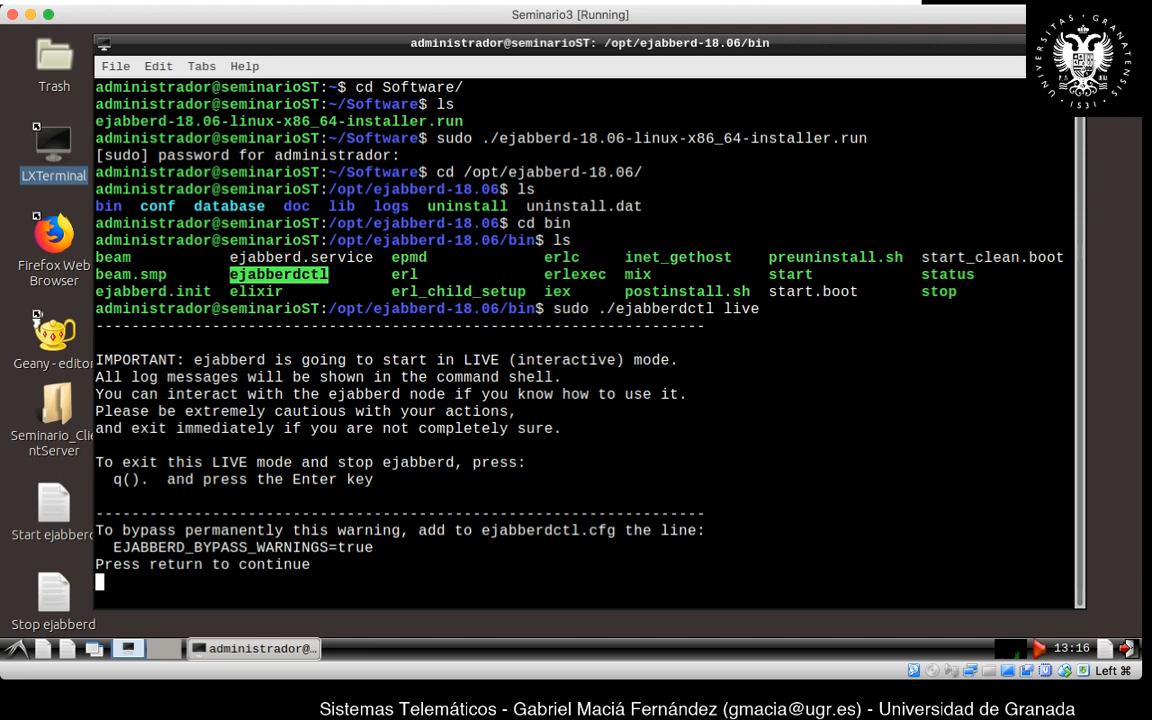 Seminario3 [Running]
administrador@seminarioST: /opt/ejabberd-18.06/bin
File Edit Tabs Help
administrador@seminarioST:~$ cd Software/
administrador@seminarioST:~/Software$ ls
ejabberd-18.06-linux-x86_64-installer.run
administrador@seminarioST:~/Software$ sudo ./ejabberd-18.06-linux-x86_64-installer.run
[sudo] password for administrador:
administrador@seminarioST:~/Software$ cd /opt/ejabberd-18.06/
administrador@seminarioST:/opt/ejabberd-18.06$ ls
bin conf database doc lib logs uninstall uninstall.dat
administrador@seminarioST:/opt/ejabberd-18.06$ cd bin
administrador@seminarioST:/opt/ejabberd-18.06/bin$ ls
beam ejabberd.service epmd erlc inet_gethost preuninstall.sh start_clean.boot
beam.smp ejabberdctl erl erlexec mix start status
ejabberd.init elixir erl_child_setup iex postinstall.sh start.boot stop
administrador@seminarioST:/opt/ejabberd-18.06/bin$ sudo ./ejabberdctl live
--------------------------------------------------------------------
IMPORTANT: ejabberd is going to start in LIVE (interactive) mode.
All log messages will be shown in the command shell.
You can interact with the ejabberd node if you know how to use it.
Please be extremely cautious with your actions,
and exit immediately if you are not completely sure.
To exit this LIVE mode and stop ejabberd, press:
q(). and press the Enter key
--------------------------------------------------------------------
To bypass permanently this warning, add to ejabberdctl.cfg the line:
EJABBERD_BYPASS_WARNINGS=true
Press return to continue
Trash
LXTerminal
Firefox Web
Browser
Geany - edito
Seminario_Clie
ntServer
Start ejabberd
Stop ejabberd
administrador@...
13:16
Left ⌘
UNIVERSITAS GRANATENSIS
1531
Sistemas Telemáticos - Gabriel Maciá Fernández (gmacia@ugr.es) - Universidad de Granada